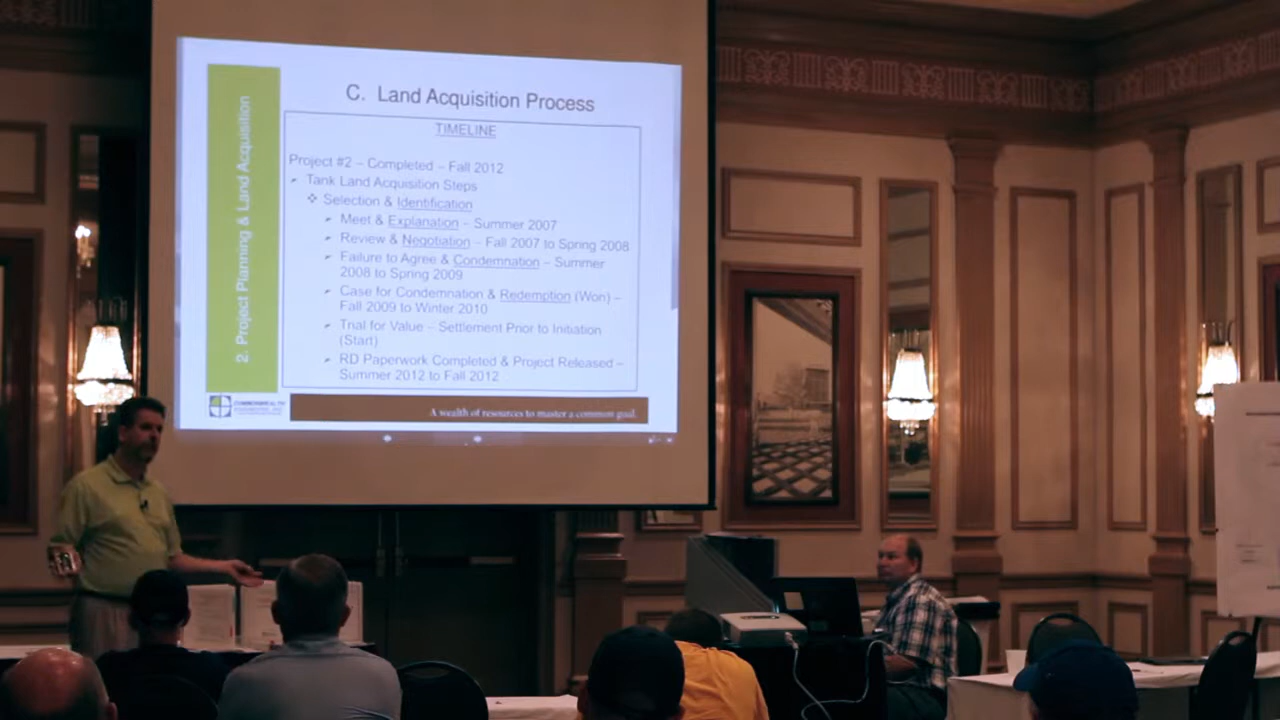 C. Land Acquisition Process
2. Project Planning & Land Acquisition
TIMELINE
Project #2 – Completed – Fall 2012
Tank Land Acquisition Steps
Selection & Identification
Meet & Explanation – Summer 2007
Review & Negotiation – Fall 2007 to Spring 2008
Failure to Agree & Condemnation – Summer
2008 to Spring 2009
Case for Condemnation & Redemption (Won) –
Fall 2009 to Winter 2010
Trial for Value – Settlement Prior to Initiation
(Start)
RD Paperwork Completed & Project Released –
Summer 2012 to Fall 2012
COMMONWEALTH
A wealth of resources to master a common goal.